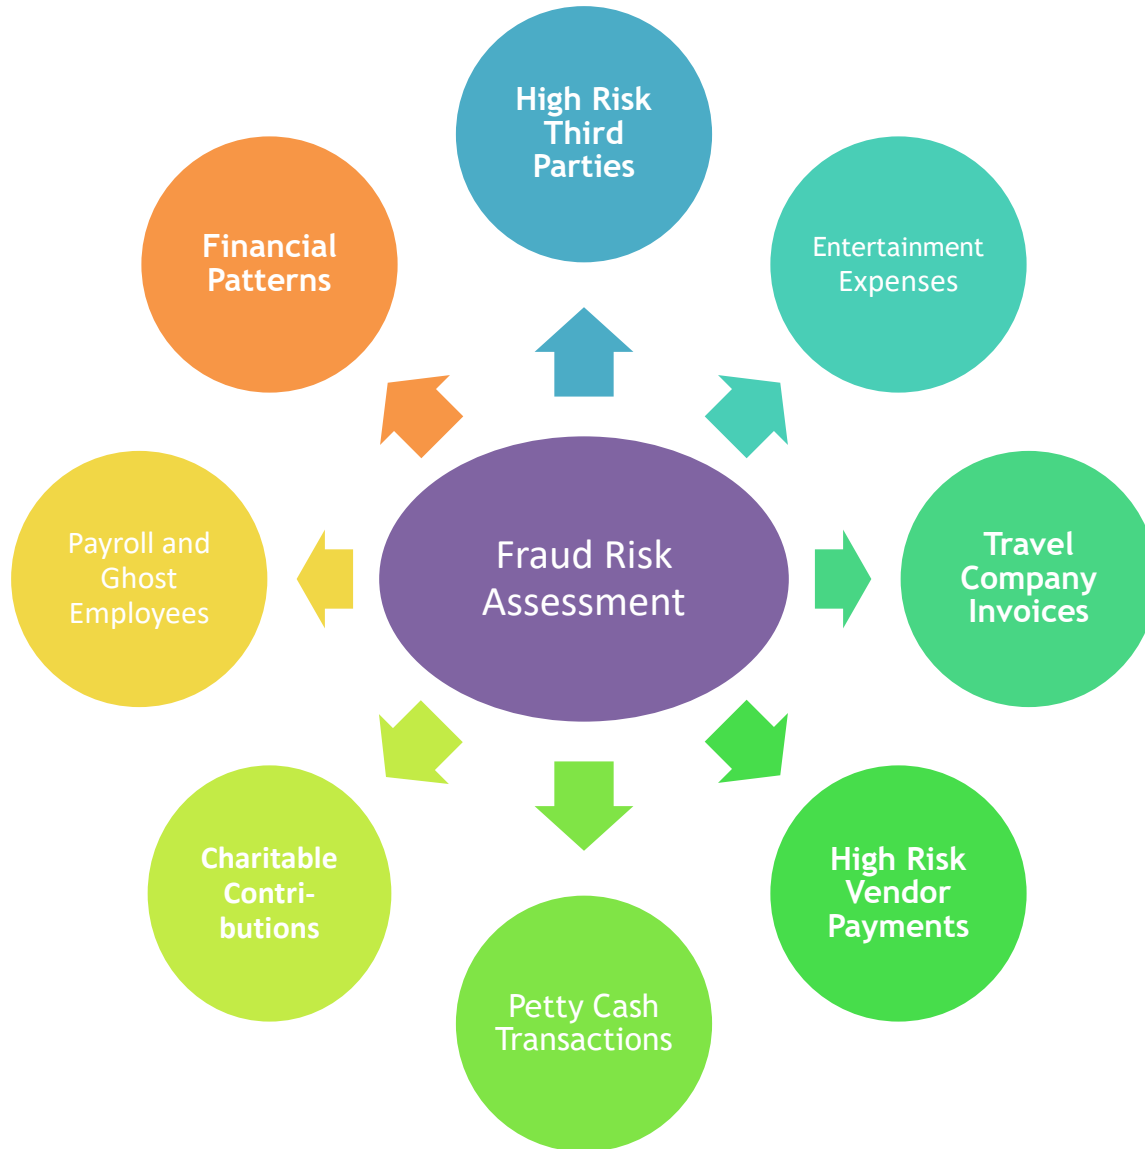 High Risk
Third
Parties
Financial
Patterns
Entertainment
Expenses
Payroll and
Ghost
Employees
Fraud Risk
Assessment
Travel
Company
Invoices
Charitable
Contri-
butions
High Risk
Vendor
Payments
Petty Cash
Transactions